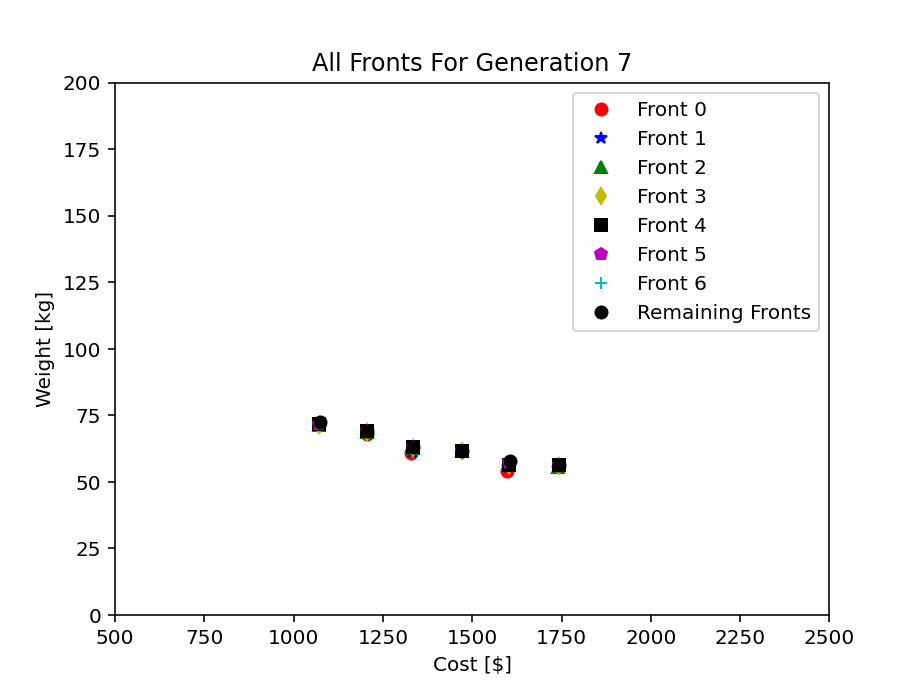 All Fronts For Generation 7
200
175
150
125
100
75
50
25
0
Weight [kg]
Front 0
Front 1
Front 2
Front 3
Front 4
Front 5
Front 6
Remaining Fronts
500 750 1000 1250 1500 1750 2000 2250 2500
Cost [$]